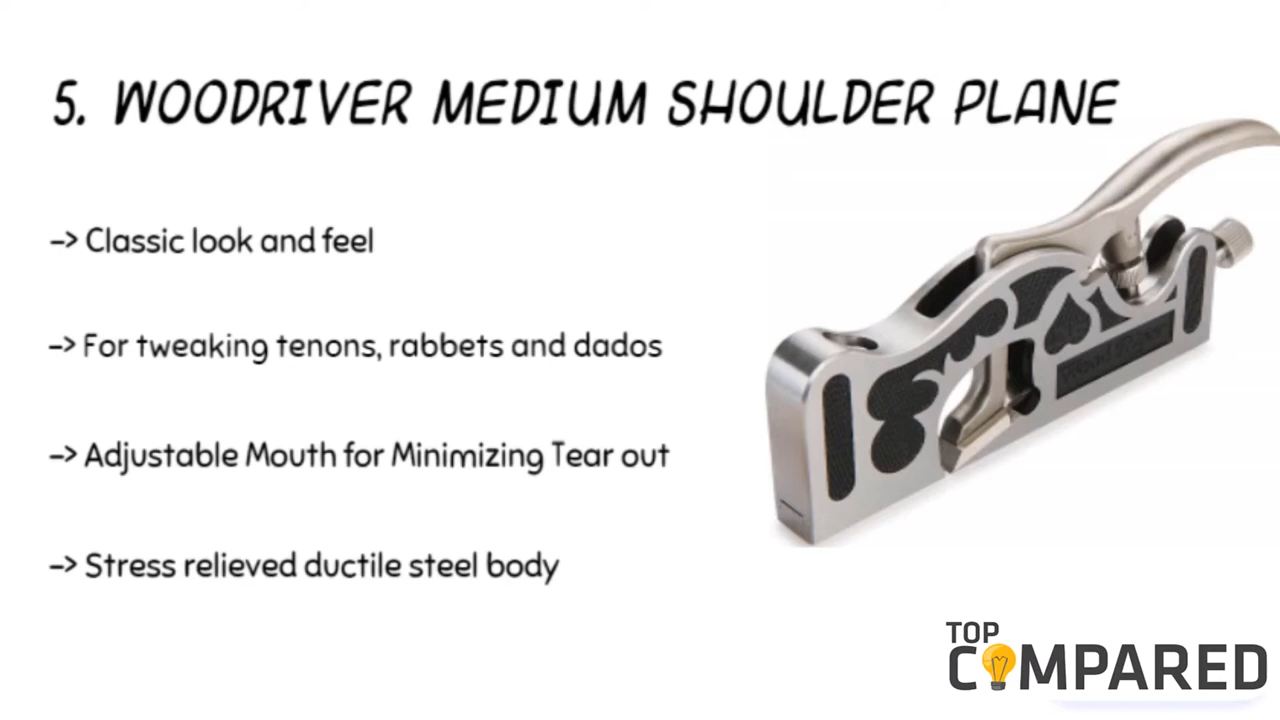 5. WOODRIVER MEDIUM SHOULDER PLANE
-> Classic look and feel
-> For tweaking tenons, rabbets and dados
-> Adjustable Mouth for Minimizing Tear out
-> Stress relieved ductile steel body
TOP
COMPARED